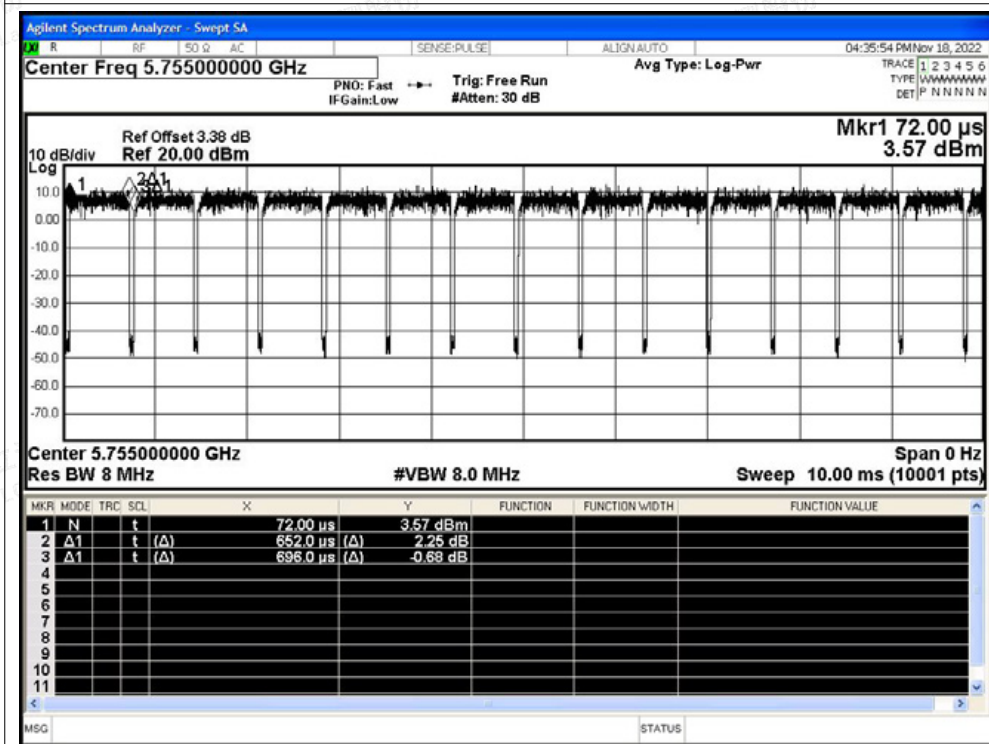 Agilent Spectrum Analyzer - Swept SA
LXI R RF 50 Ω AC SENSE:PULSE ALIGN AUTO 04:35:54 PM Nov 18, 2022
Center Freq 5.755000000 GHz Avg Type: Log-Pwr TRACE 1 2 3 4 5 6
PNO: Fast Trig: Free Run TYPE WWWWWW
IFGain:Low #Atten: 30 dB DET P N N N N N
Mkr1 72.00 µs
Ref Offset 3.38 dB
10 dB/div Ref 20.00 dBm 3.57 dBm
Log
1 2Δ1
10.0
0.00
-10.0
-20.0
-30.0
-40.0
-50.0
-60.0
-70.0
Center 5.755000000 GHz Span 0 Hz
Res BW 8 MHz #VBW 8.0 MHz Sweep 10.00 ms (10001 pts)
MKR MODE TRC SCL X Y FUNCTION FUNCTION WIDTH FUNCTION VALUE
1 N t 72.00 µs 3.57 dBm
2 Δ1 t (Δ) 652.0 µs (Δ) 2.25 dB
3 Δ1 t (Δ) 696.0 µs (Δ) -0.68 dB
4
5
6
7
8
9
10
11
MSG STATUS